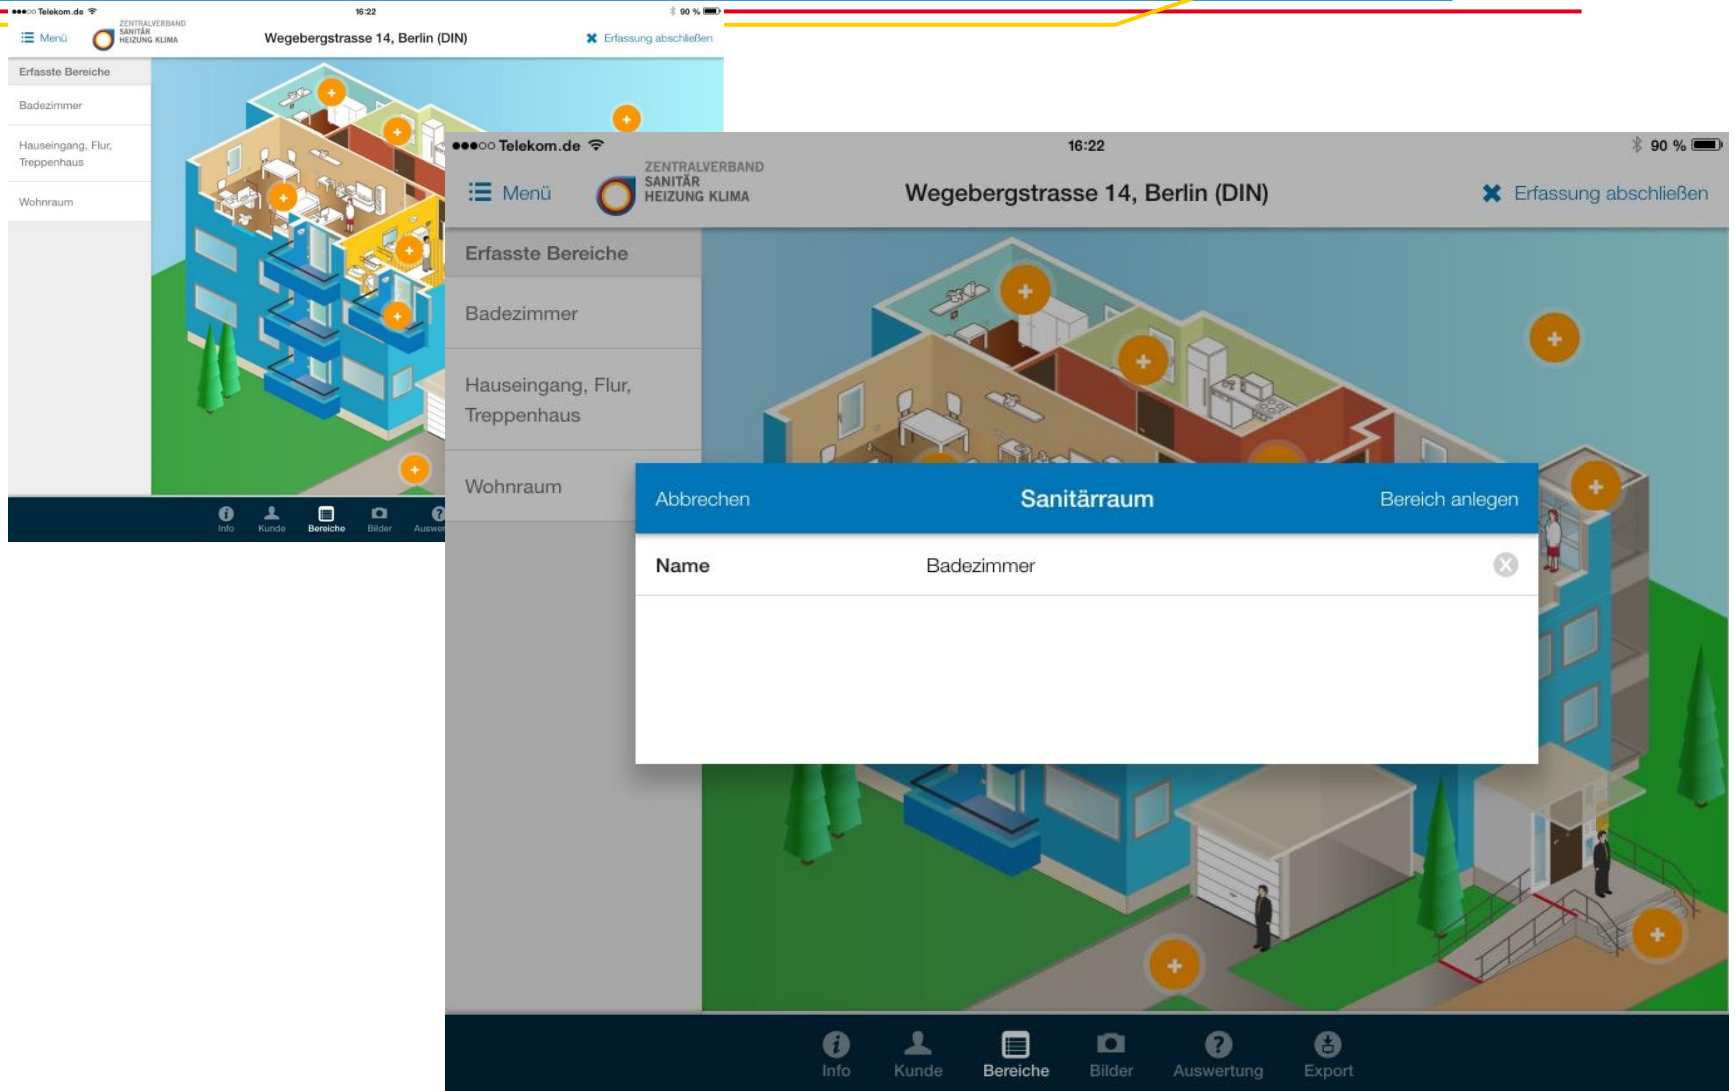 Telekom.de
16:22
90 %
Menü
ZENTRALVERBAND
SANITÄR
HEIZUNG KLIMA
Wegebergstrasse 14, Berlin (DIN)
Erfassung abschließen
Erfasste Bereiche
Badezimmer
Hauseingang, Flur,
Treppenhaus
Wohnraum
Info
Kunde
Bereiche
Bilder
Auswer
Telekom.de
16:22
90 %
Menü
ZENTRALVERBAND
SANITÄR
HEIZUNG KLIMA
Wegebergstrasse 14, Berlin (DIN)
Erfassung abschließen
Erfasste Bereiche
Badezimmer
Hauseingang, Flur,
Treppenhaus
Wohnraum
Abbrechen
Sanitärraum
Bereich anlegen
Name
Badezimmer
Info
Kunde
Bereiche
Bilder
Auswertung
Export